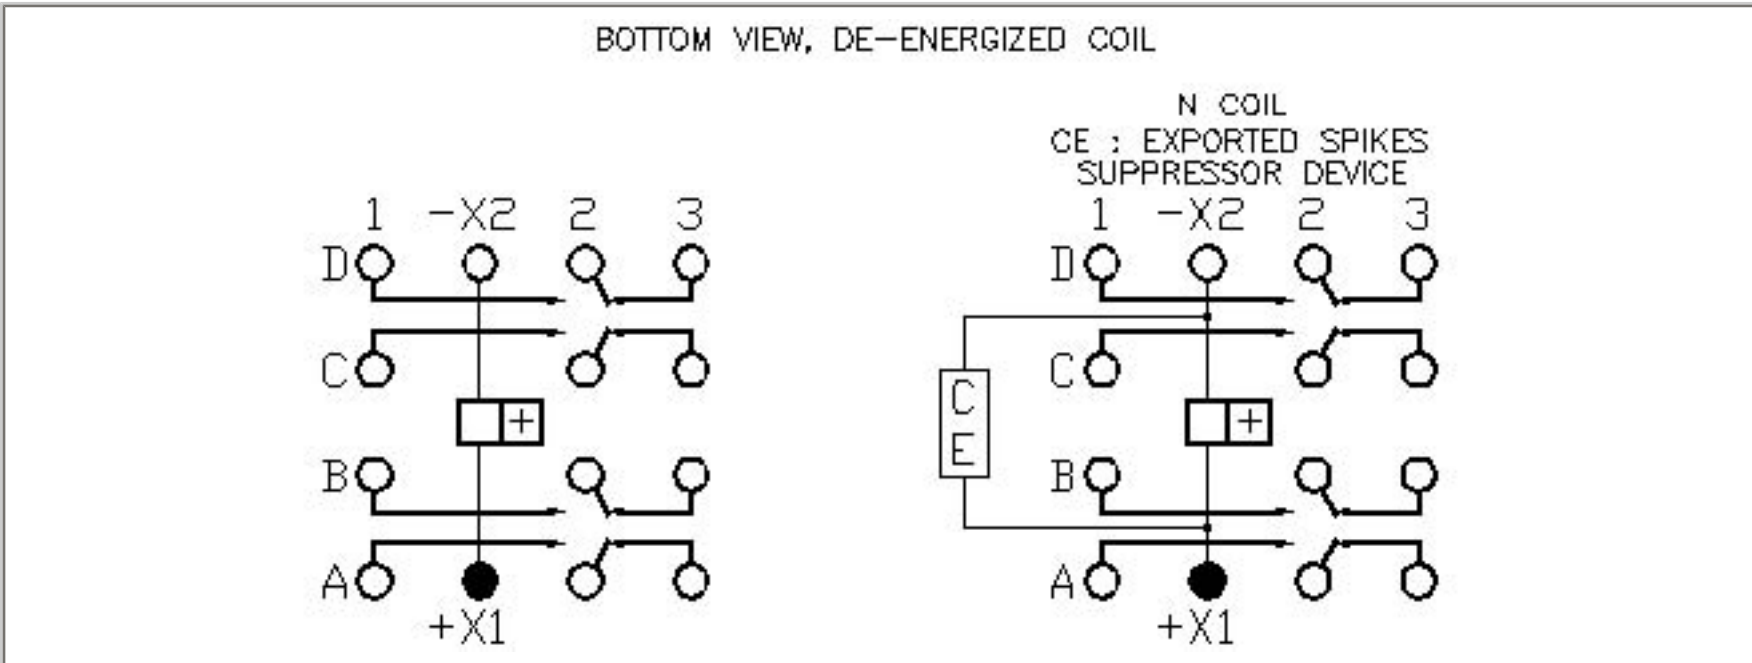 BOTTOM VIEW, DE-ENERGIZED COIL
N COIL
CE : EXPORTED SPIKES
SUPPRESSOR DEVICE
1 -X2 2 3
D
C
+
B
A
+X1
1 -X2 2 3
D
C
C
E
+
B
A
+X1